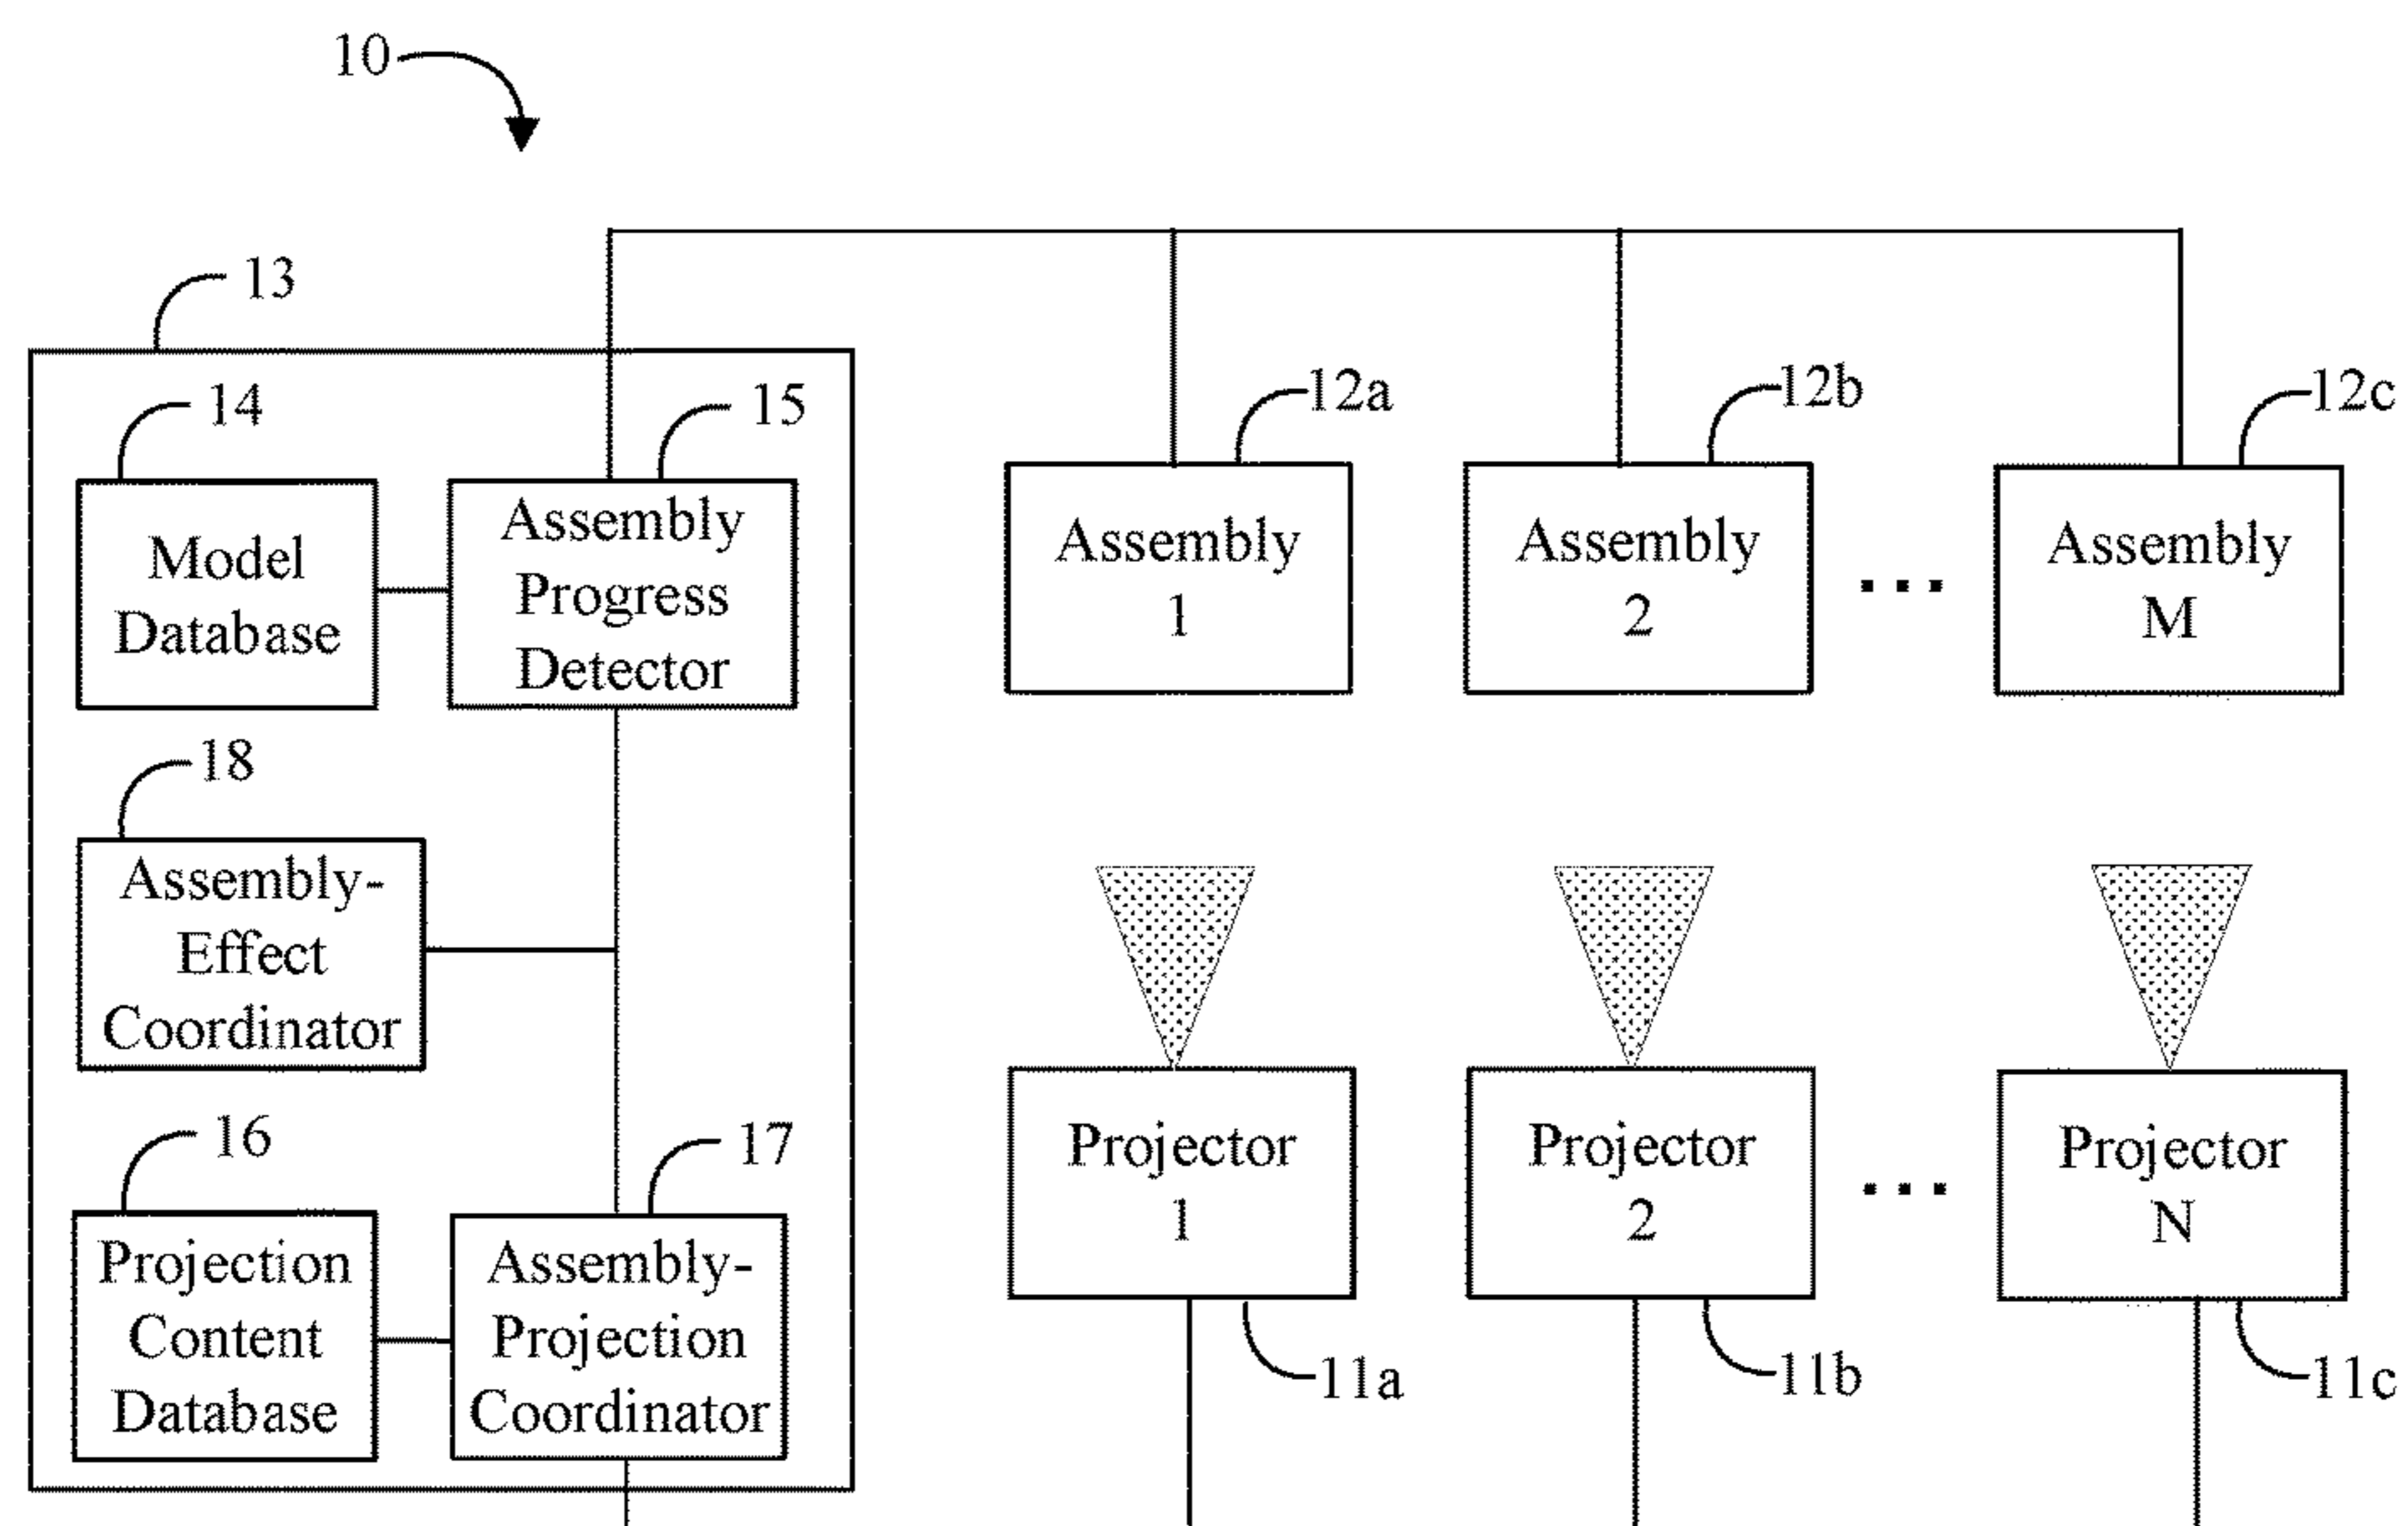 10
13
14
15
12a
12b
12c
Model
Database
Assembly
Progress
Detector
Assembly
1
Assembly
2
...
Assembly
M
18
Assembly-
Effect
Coordinator
16
17
Projection
Content
Database
Assembly-
Projection
Coordinator
Projector
1
Projector
2
...
Projector
N
11a
11b
11c